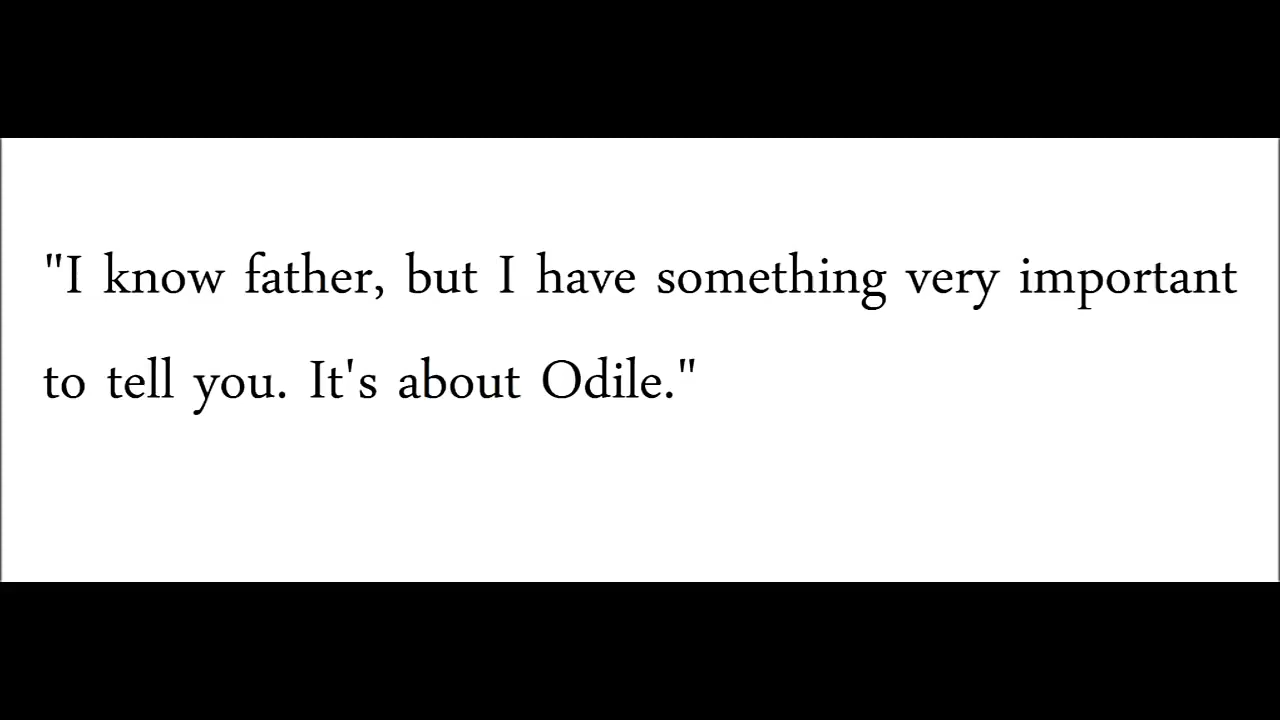 "I know father, but I have something very important
to tell you. It's about Odile."